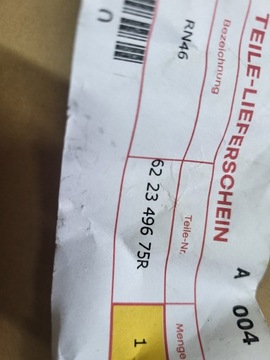 TEILE-LIEFERSCHEIN
A 004
Bezeichnung
Teile-Nr.
Menge
RN46
62 23 496 75R
1